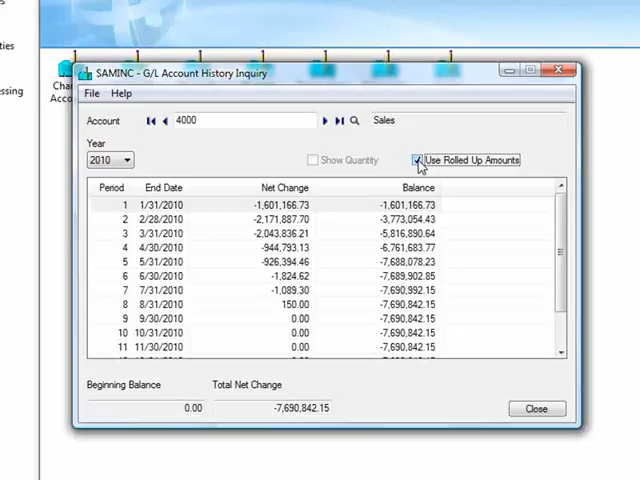 ties
essing
Cha
Acco
SAMINC - G/L Account History Inquiry
File Help
Account 4000 Sales
Year
2010 Show Quantity Use Rolled Up Amounts
Period End Date Net Change Balance
1 1/31/2010 -1,601,166.73 -1,601,166.73
2 2/28/2010 -2,171,887.70 -3,773,054.43
3 3/31/2010 -2,043,836.21 -5,816,890.64
4 4/30/2010 -944,793.13 -6,761,683.77
5 5/31/2010 -926,394.46 -7,688,078.23
6 6/30/2010 -1,824.62 -7,689,902.85
7 7/31/2010 -1,089.30 -7,690,992.15
8 8/31/2010 150.00 -7,690,842.15
9 9/30/2010 0.00 -7,690,842.15
10 10/31/2010 0.00 -7,690,842.15
11 11/30/2010 0.00 -7,690,842.15
Beginning Balance Total Net Change
0.00 -7,690,842.15 Close